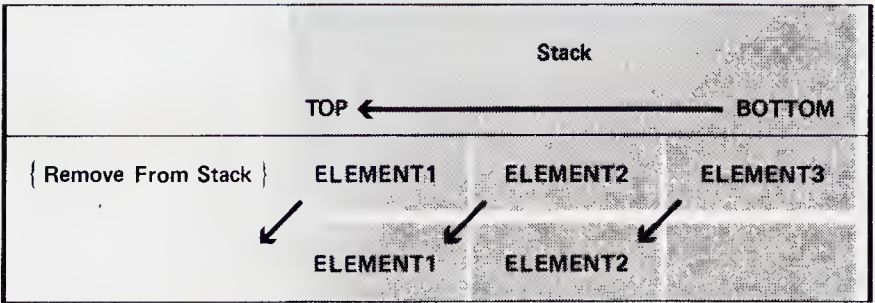 Stack
TOP BOTTOM
{ Remove From Stack } ELEMENT1 ELEMENT2 ELEMENT3
ELEMENT1 ELEMENT2